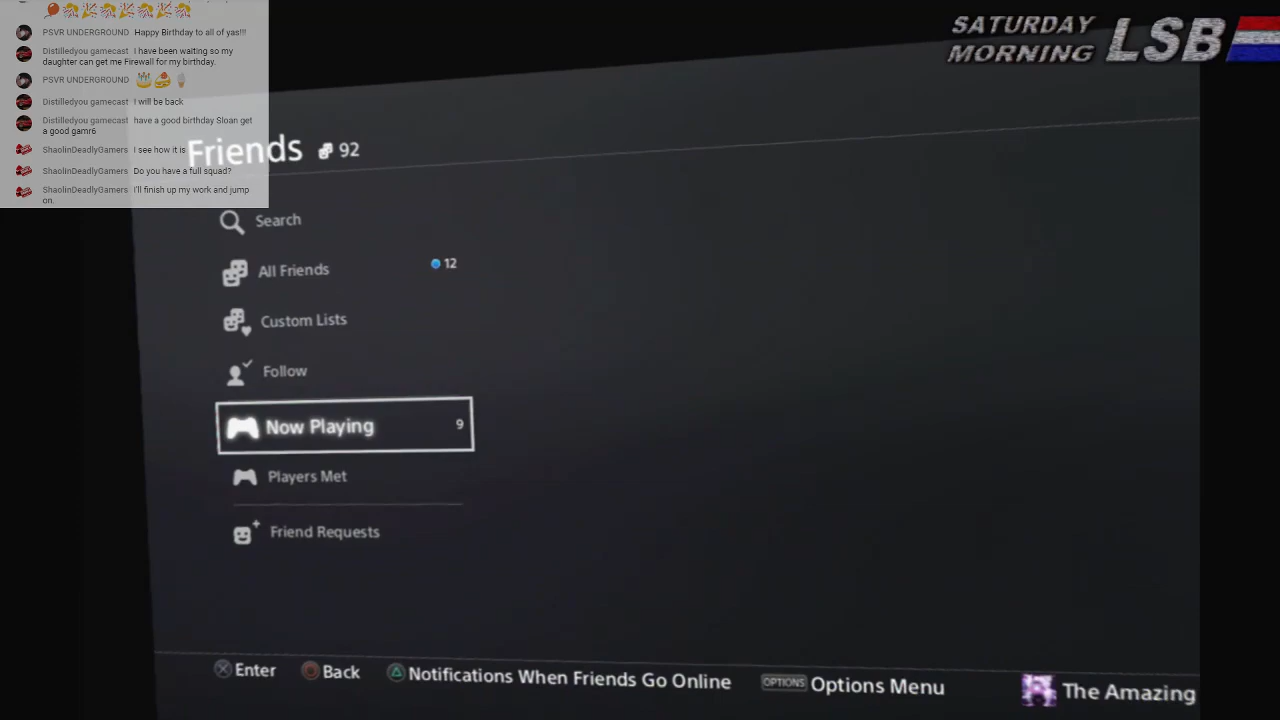 PSVR UNDERGROUND Happy Birthday to all of yas!!!
Distilledyou gamecast I have been waiting so my
daughter can get me Firewall for my birthday.
PSVR UNDERGROUND
Distilledyou gamecast I will be back
Distilledyou gamecast have a good birthday Sloan get
a good gamr6
ShaolinDeadlyGamers I see how it is
ShaolinDeadlyGamers Do you have a full squad?
ShaolinDeadlyGamers I'll finish up my work and jump
on.
SATURDAY
MORNING LSB
Friends 92
Search
All Friends 12
Custom Lists
Follow
Now Playing 9
Players Met
Friend Requests
Enter Back Notifications When Friends Go Online OPTIONS Options Menu The Amazing